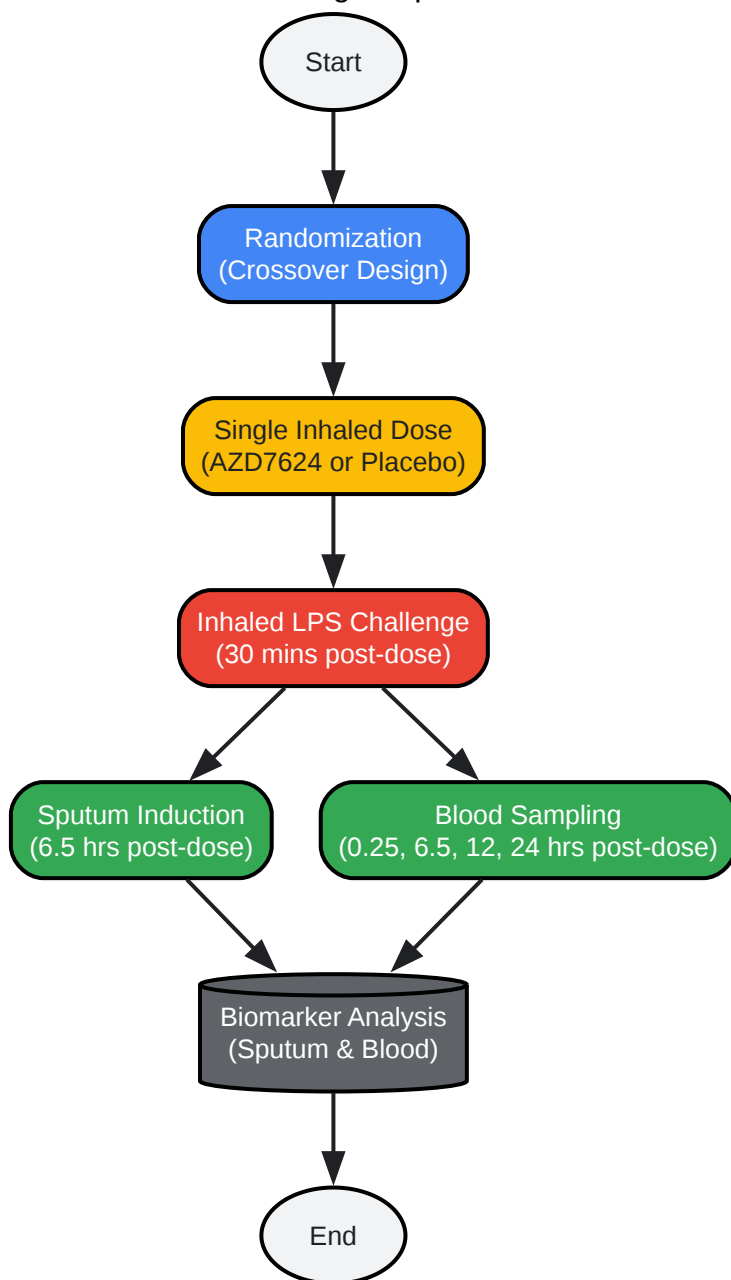 Start
Randomization
(Crossover Design)
Single Inhaled Dose
(AZD7624 or Placebo)
Inhaled LPS Challenge
(30 mins post-dose)
Sputum Induction
(6.5 hrs post-dose)
Blood Sampling
(0.25, 6.5, 12, 24 hrs post-dose)
Biomarker Analysis
(Sputum & Blood)
End